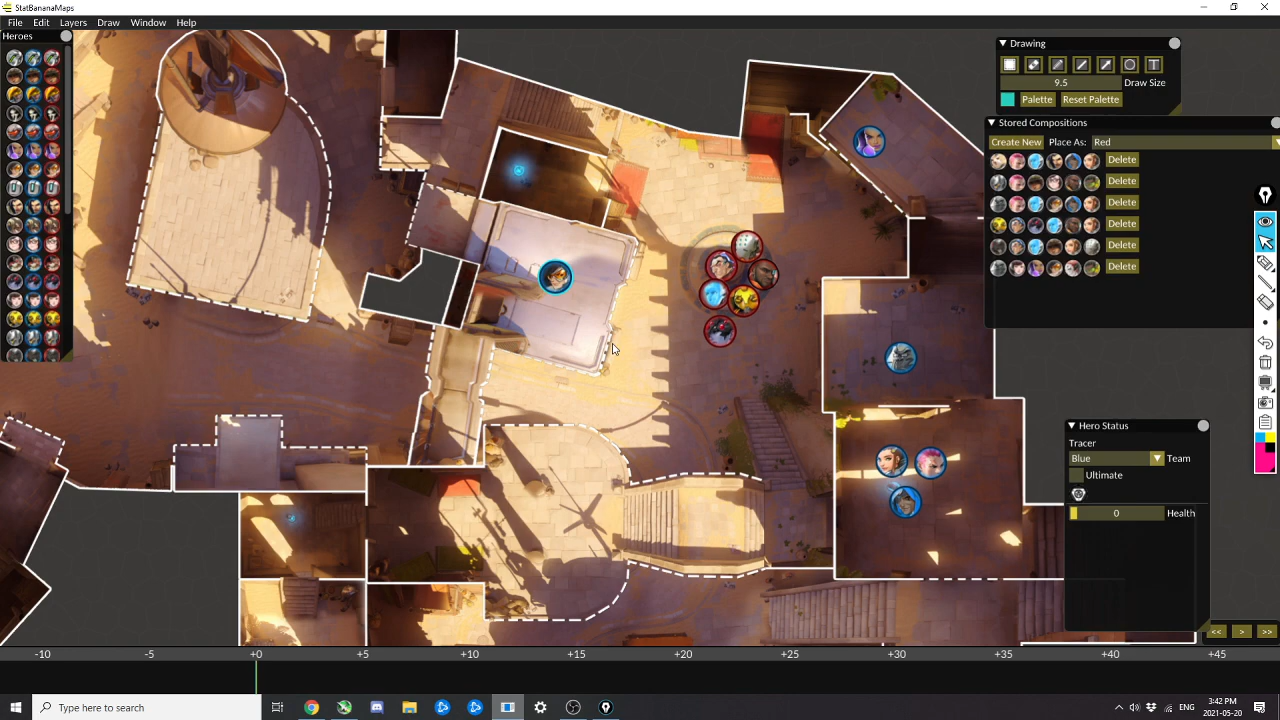 StatBananaMaps
File Edit Layers Draw Window Help
Heroes
Drawing
9.5 Draw Size
Palette Reset Palette
Stored Compositions
Create New Place As: Red
Delete
Delete
Delete
Delete
Delete
Delete
Hero Status
Tracer
Blue Team
Ultimate
0 Health
<< > >>
-10 -5 +0 +5 +10 +15 +20 +25 +30 +35 +40 +45
Type here to search
ENG
3:42 PM
2021-05-20